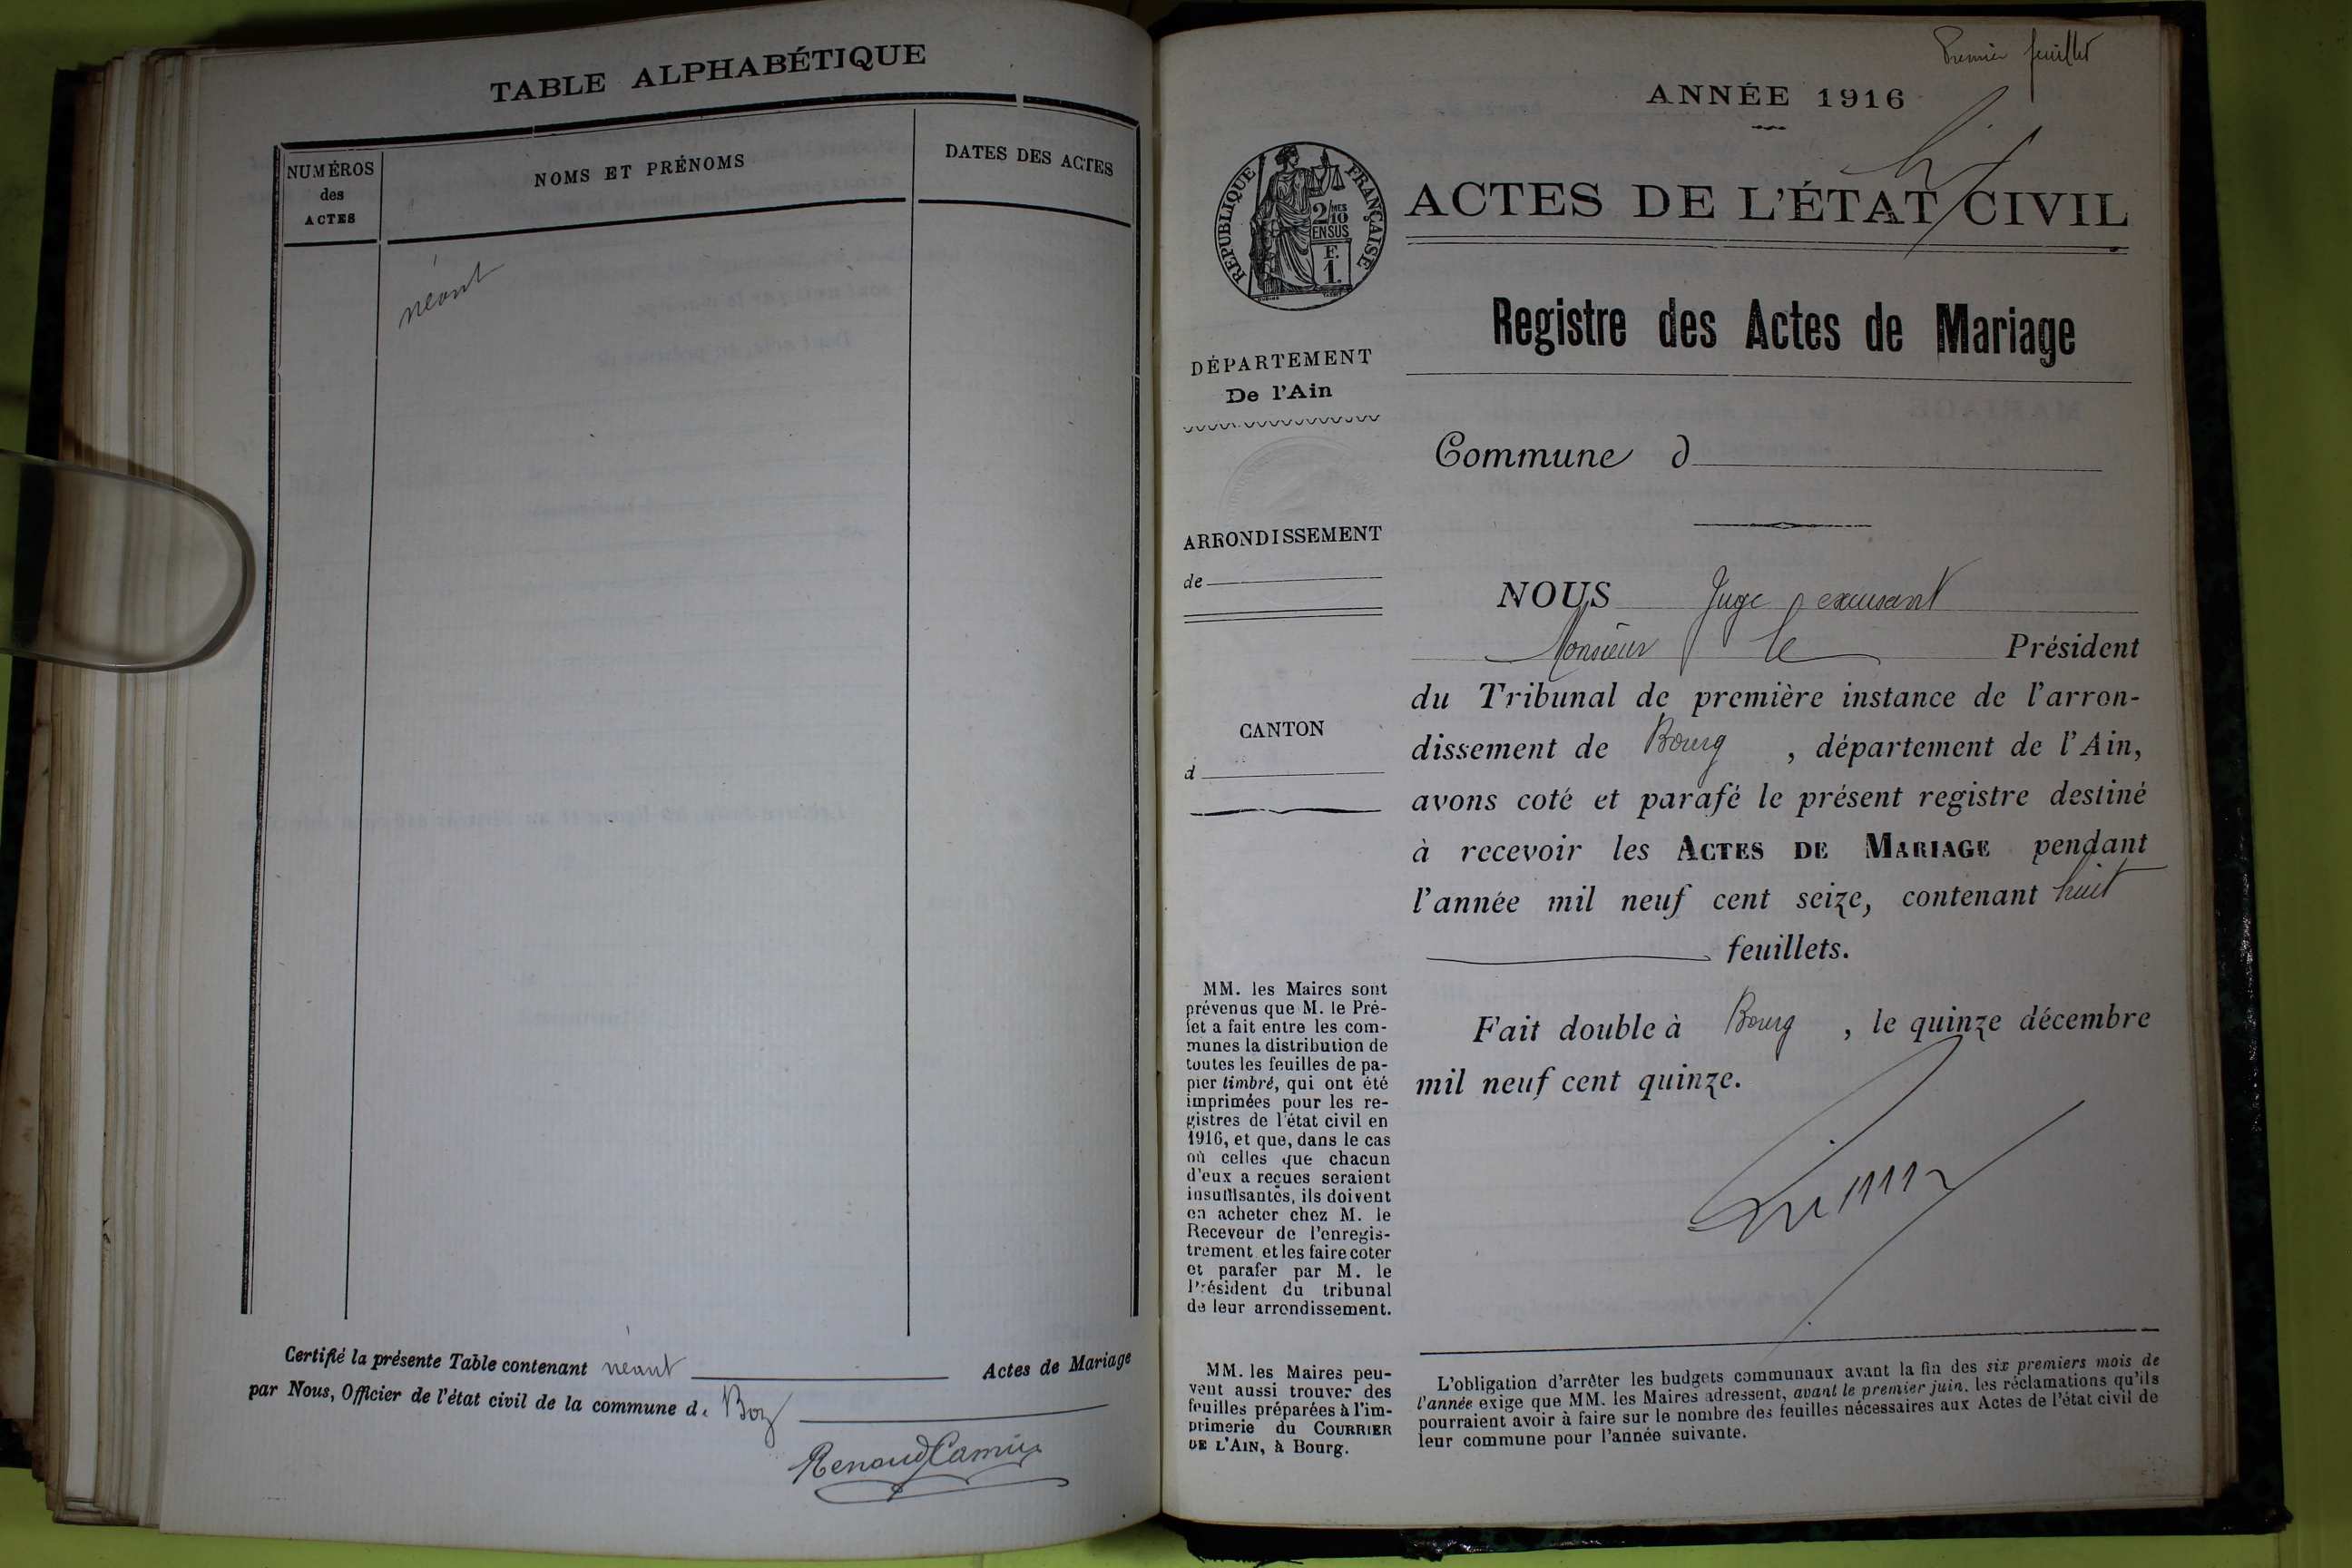 TABLE ALPHABÉTIQUE
NUMÉROS
des
ACTES
NOMS ET PRÉNOMS
DATES DES ACTES
néant
Certifié la présente Table contenant néant Actes de Mariage
par Nous, Officier de l'état civil de la commune d. Boz
Renaud Camus
Premier feuillet
ANNÉE 1916
RÉPUBLIQUE FRANÇAISE
2/MES
10
EN SUS
F.
1.
ACTES DE L'ÉTAT CIVIL
Registre des Actes de Mariage
DÉPARTEMENT
De l'Ain
Commune d
ARRONDISSEMENT
de
CANTON
d
NOUS Juge excusant
Monsieur le Président
du Tribunal de première instance de l'arron-
dissement de Bourg , département de l'Ain,
avons coté et parafé le présent registre destiné
à recevoir les ACTES DE MARIAGE pendant
l'année mil neuf cent seize, contenant huit
feuillets.
Fait double à Bourg , le quinze décembre
mil neuf cent quinze.
MM. les Maires sont
prévenus que M. le Pré-
fet a fait entre les com-
munes la distribution de
toutes les feuilles de pa-
pier timbré, qui ont été
imprimées pour les re-
gistres de l'état civil en
1916, et que, dans le cas
où celles que chacun
d'eux a reçues seraient
insuffisantes, ils doivent
en acheter chez M. le
Receveur de l'enregis-
trement et les faire coter
et parafer par M. le
Président du tribunal
de leur arrondissement.
MM. les Maires peu-
vent aussi trouver des
feuilles préparées à l'im-
primerie du COURRIER
DE L'AIN, à Bourg.
L'obligation d'arrêter les budgets communaux avant la fin des six premiers mois de
l'année exige que MM. les Maires adressent, avant le premier juin, les réclamations qu'ils
pourraient avoir à faire sur le nombre des feuilles nécessaires aux Actes de l'état civil de
leur commune pour l'année suivante.